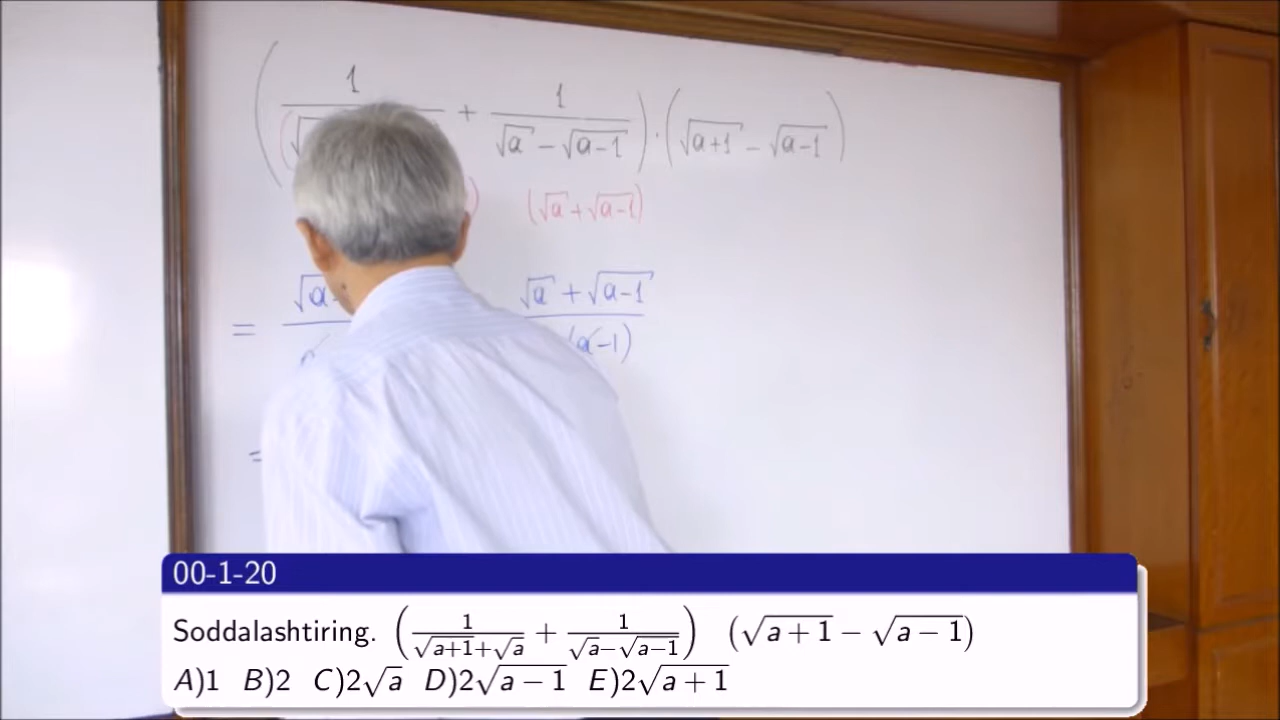 ( 1 / √ + 1 / √a − √a−1 ) · ( √a+1 − √a−1 )
) (√a + √a−1)
= √a √a + √a−1 / (a−1)
=
00-1-20
Soddalashtiring. ( 1 / √a+1+√a + 1 / √a−√a−1 ) (√a + 1 − √a − 1)
A)1 B)2 C)2√a D)2√a − 1 E)2√a + 1